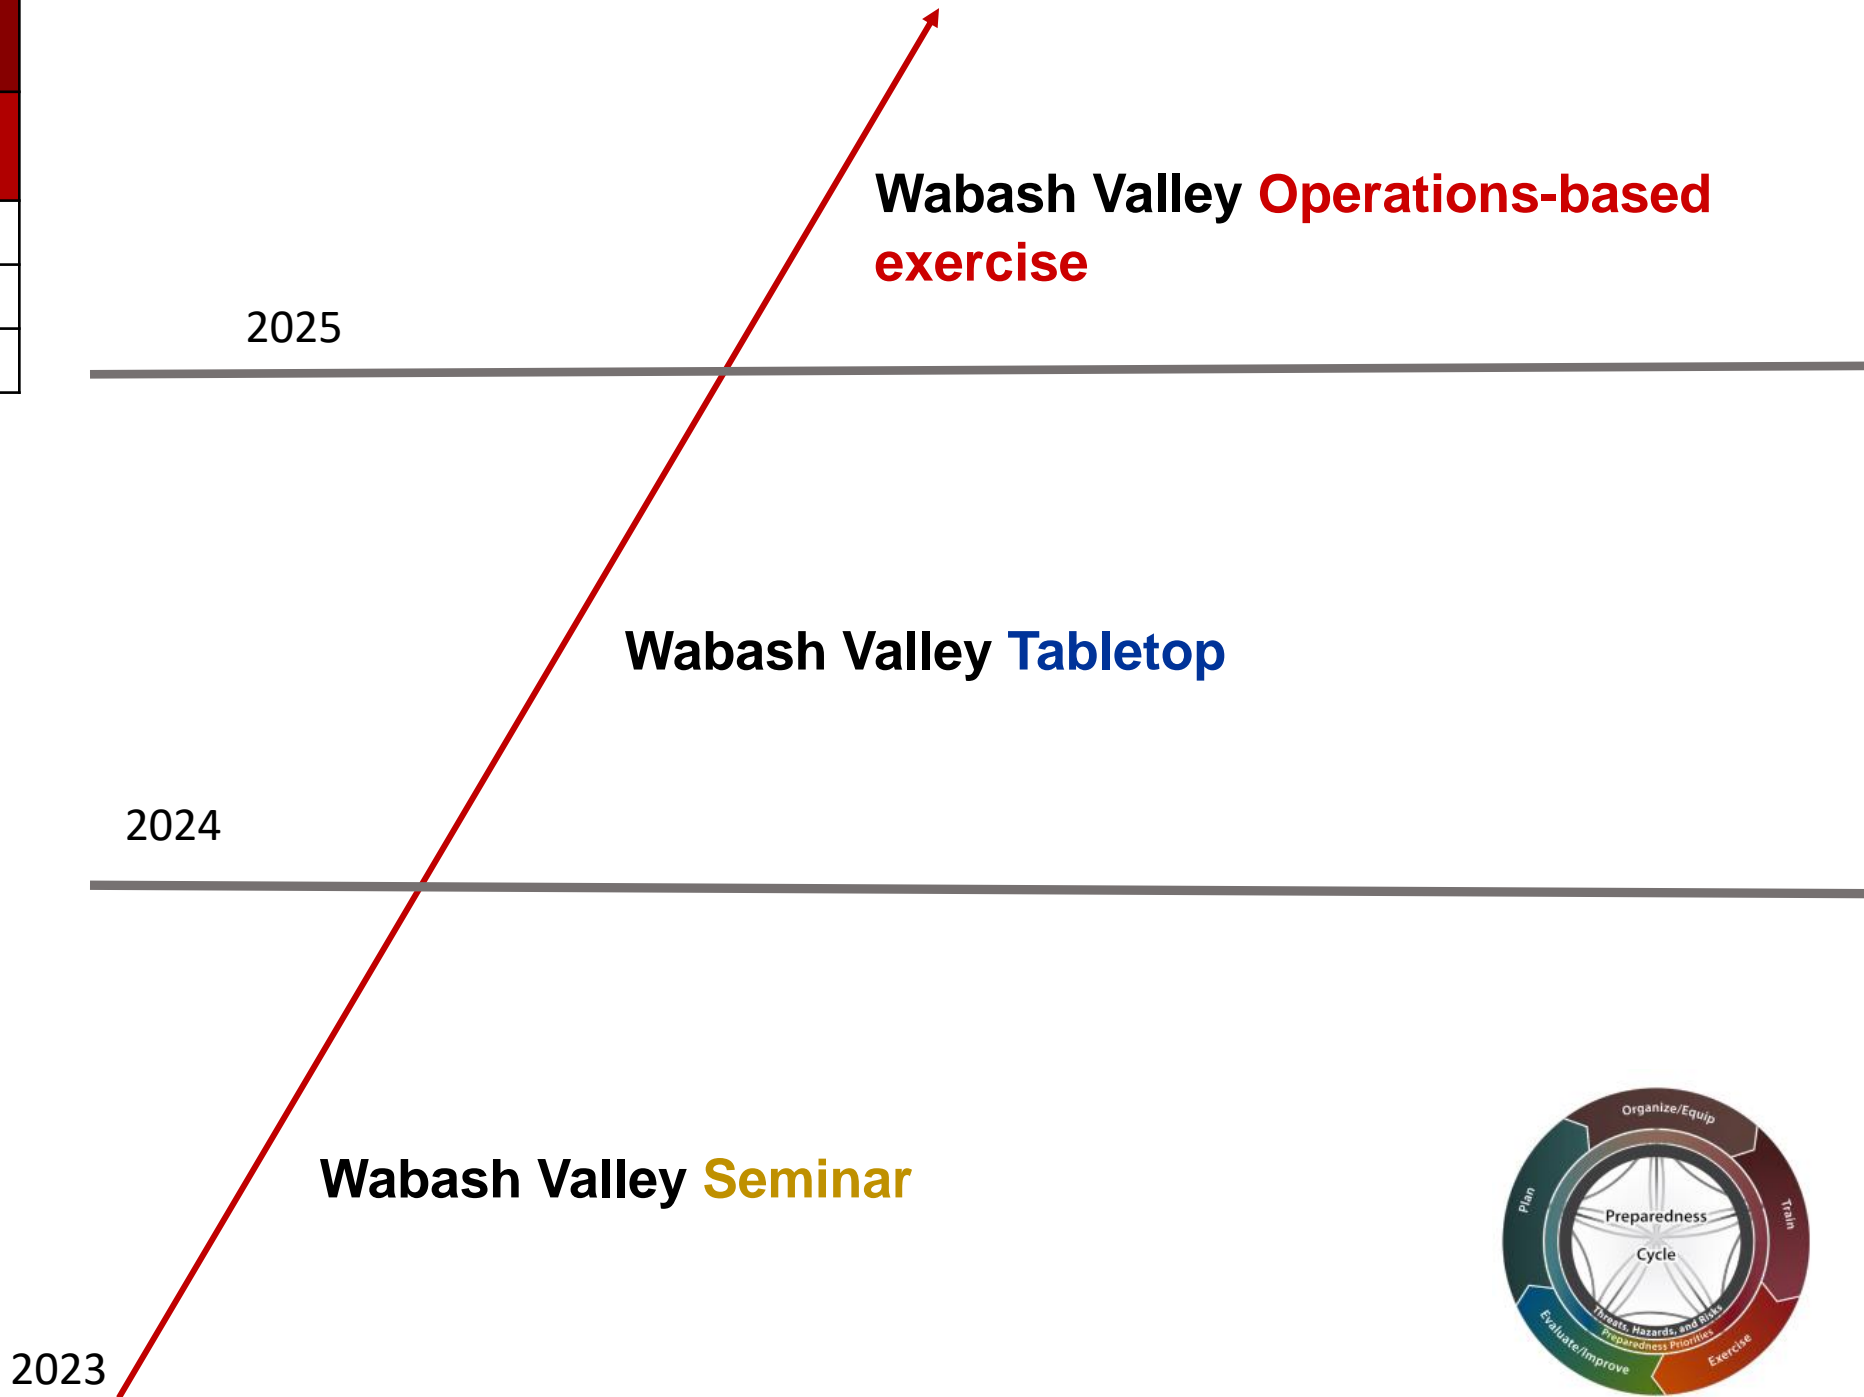 Wabash Valley Operations-based
exercise
2025
Wabash Valley Tabletop
2024
Wabash Valley Seminar
2023
Organize/Equip
Plan
Train
Preparedness
Cycle
Threats, Hazards, and Risks
Preparedness Priorities
Evaluate/Improve
Exercise